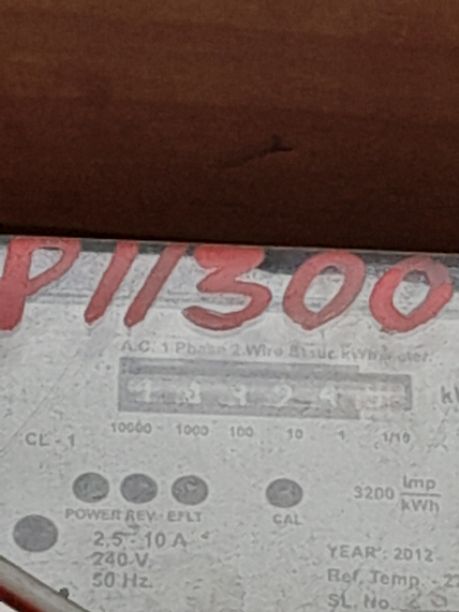 P11300
A.C. 1 Phase 2 Wire Static kWh Meter.
10000 1000 100 10 1 1/10
CL - 1
3200 Imp/kWh
POWER REV EFLT
CAL
2.5 - 10 A
240 V.
50 Hz.
YEAR : 2012
Ref. Temp. - 
SL. No.